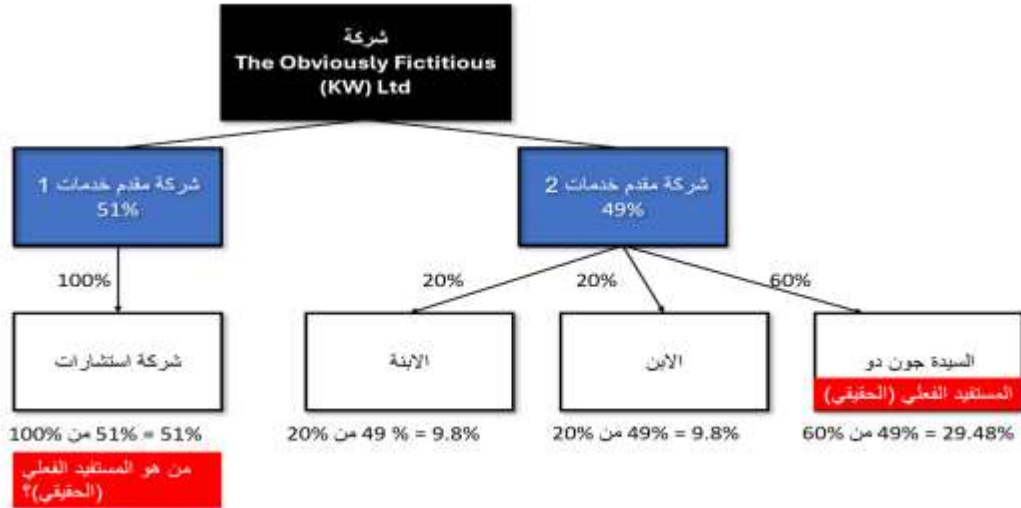 شركة
The Obviously Fictitious
(KW) Ltd
شركة مقدم خدمات 1
51%
شركة مقدم خدمات 2
49%
100%
20%
20%
60%
شركة استشارات
الابنة
الابن
السيدة جون دو
المستفيد الفعلي (الحقيقي)
100% من 51% = 51%
20% من 49 % = 9.8%
20% من 49% = 9.8%
60% من 49% = 29.48%
من هو المستفيد الفعلي
(الحقيقي)؟